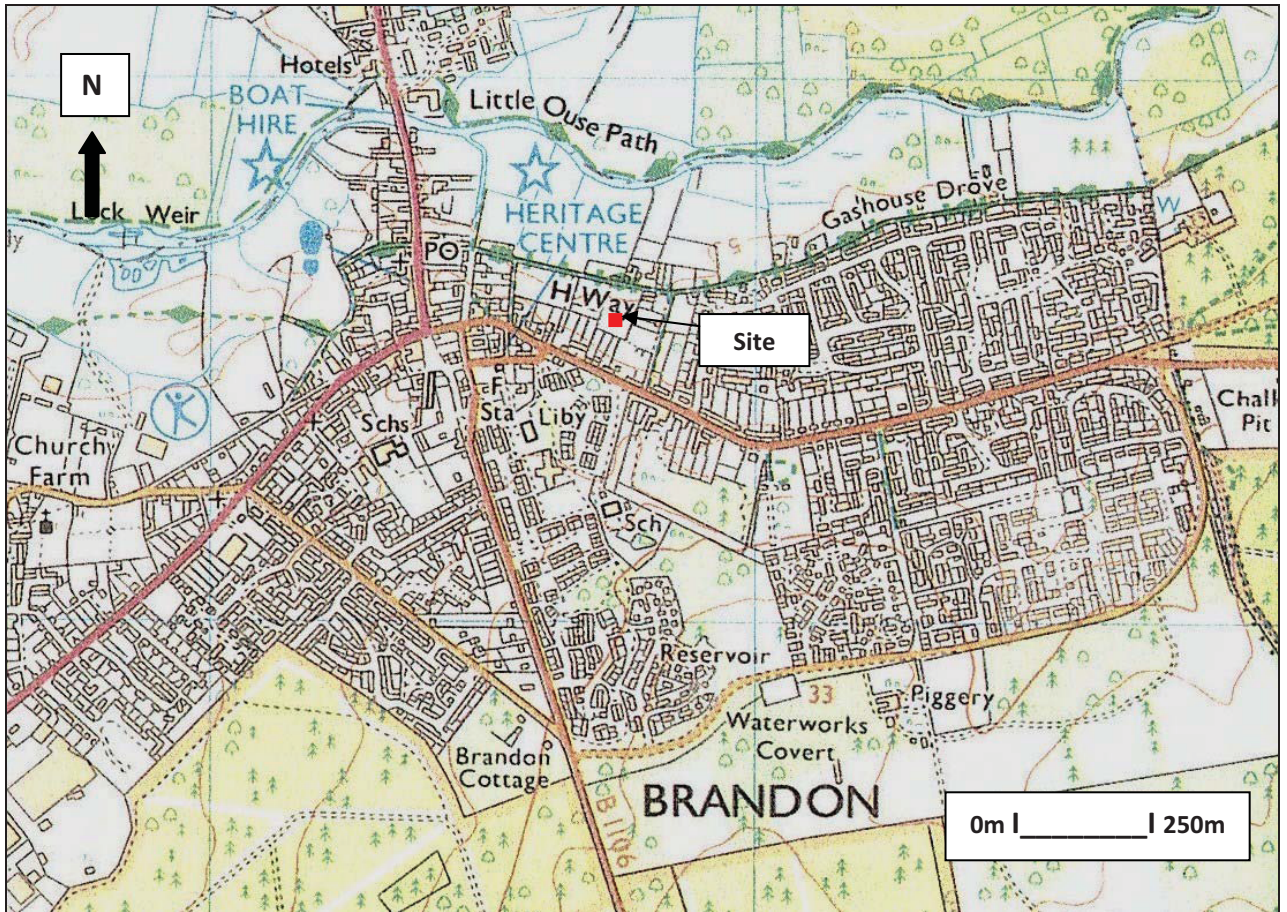 Hotels
N
BOAT
HIRE
Little Ouse Path
Lock Weir
HERITAGE
CENTRE
Gashouse Drove
W
PO
H Way
Site
F
Sta
Liby
Schs
Church
Farm
Chalk
Pit
Sch
Reservoir
33
Piggery
Waterworks
Covert
Brandon
Cottage
B 1106
BRANDON
0m I_________I 250m